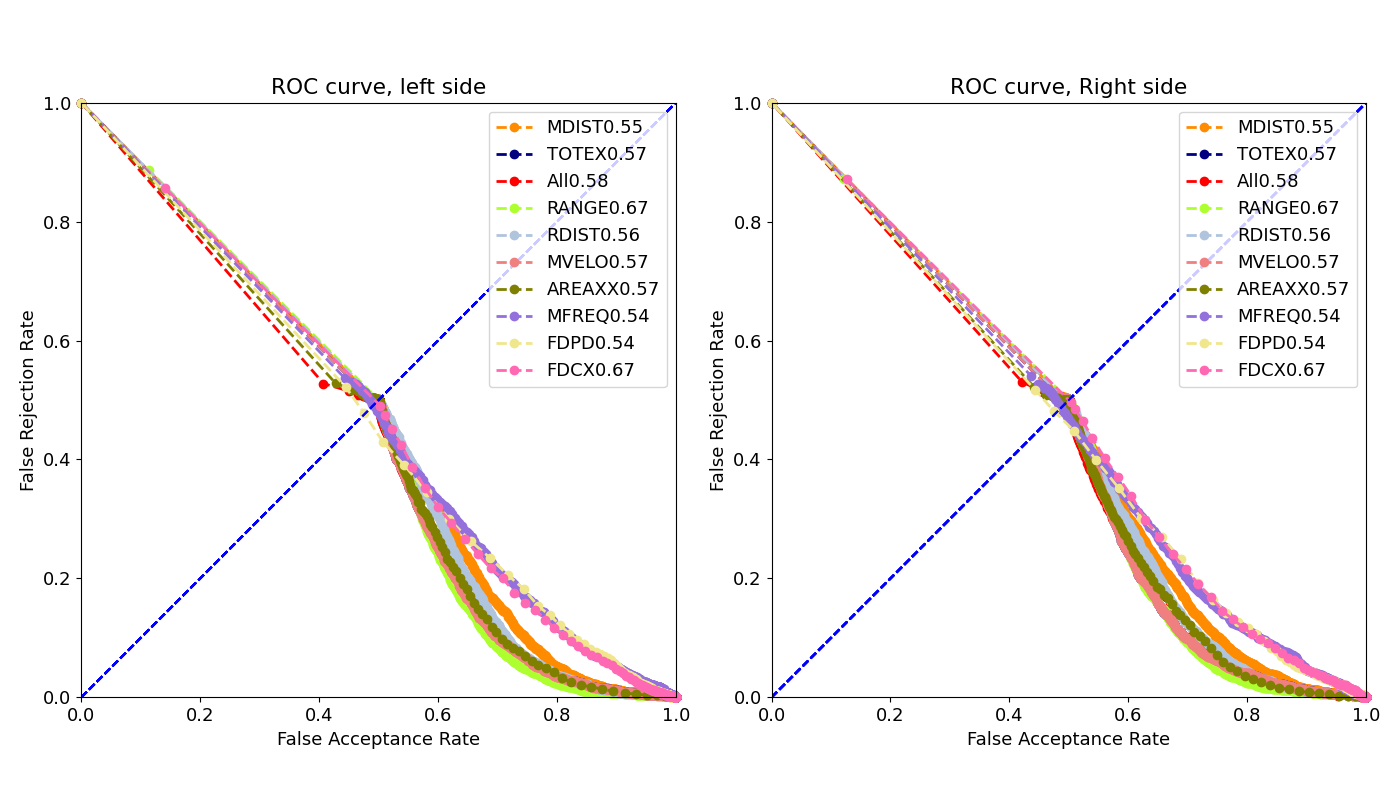 ROC curve, left side
1.0
0.8
0.6
0.4
0.2
0.0
False Rejection Rate
MDIST0.55
TOTEX0.57
All0.58
RANGE0.67
RDIST0.56
MVELO0.57
AREAXX0.57
MFREQ0.54
FDPD0.54
FDCX0.67
0.0 0.2 0.4 0.6 0.8 1.0
False Acceptance Rate
ROC curve, Right side
1.0
0.8
0.6
0.4
0.2
0.0
False Rejection Rate
MDIST0.55
TOTEX0.57
All0.58
RANGE0.67
RDIST0.56
MVELO0.57
AREAXX0.57
MFREQ0.54
FDPD0.54
FDCX0.67
0.0 0.2 0.4 0.6 0.8 1.0
False Acceptance Rate